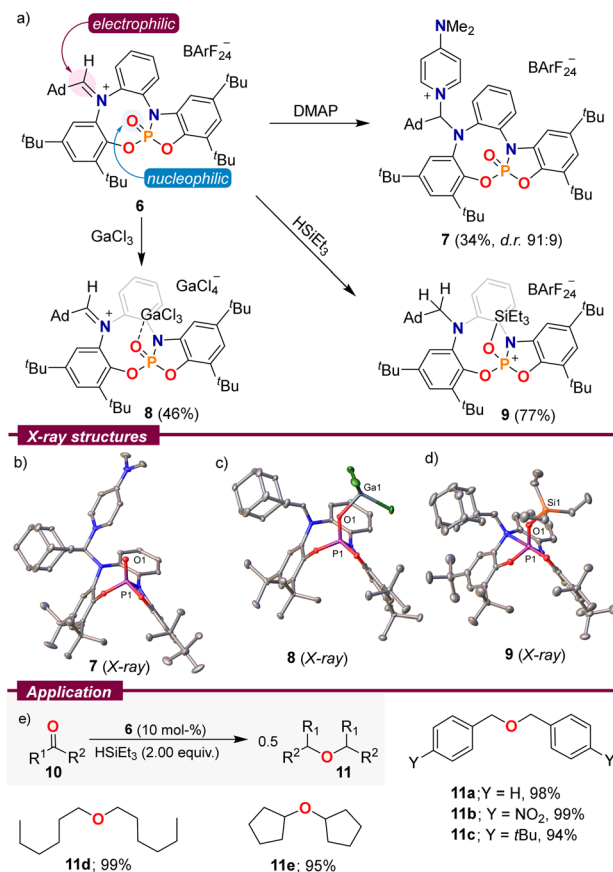 a)
electrophilic
H
Ad
N
+
BArF24−
O
N
P
O
O
tBu
tBu
tBu
tBu
nucleophilic
6
DMAP
NMe2
N
+
Ad
N
BArF24−
N
O
P
O
O
tBu
tBu
tBu
tBu
7 (34%, d.r. 91:9)
GaCl3
HSiEt3
H
Ad
N
+
GaCl3
GaCl4−
O
N
P
O
O
tBu
tBu
tBu
tBu
8 (46%)
H
H
Ad
N
SiEt3
BArF24−
O
N
P
+
O
O
tBu
tBu
tBu
tBu
9 (77%)
X-ray structures
b)
O1
P1
7 (X-ray)
c)
Ga1
O1
P1
8 (X-ray)
d)
Si1
O1
P1
9 (X-ray)
Application
e)
O
R1
R2
10
6 (10 mol-%)
HSiEt3 (2.00 equiv.)
0.5
R1
R1
R2
O
R2
11
O
Y
Y
11a;Y = H, 98%
11b; Y = NO2, 99%
11c; Y = tBu, 94%
O
11d; 99%
O
11e; 95%